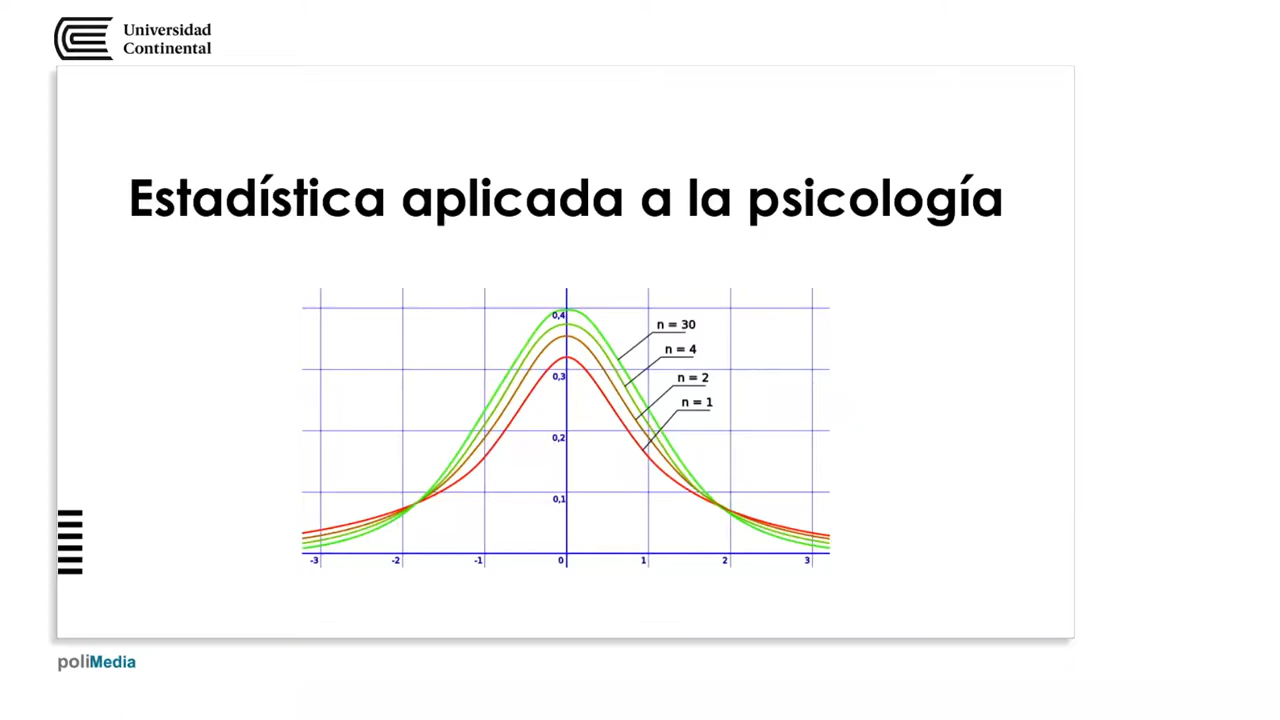 Universidad
Continental
Estadística aplicada a la psicología
0,4
n = 30
n = 4
0,3
n = 2
n = 1
0,2
0,1
-3 -2 -1 0 1 2 3
poliMedia